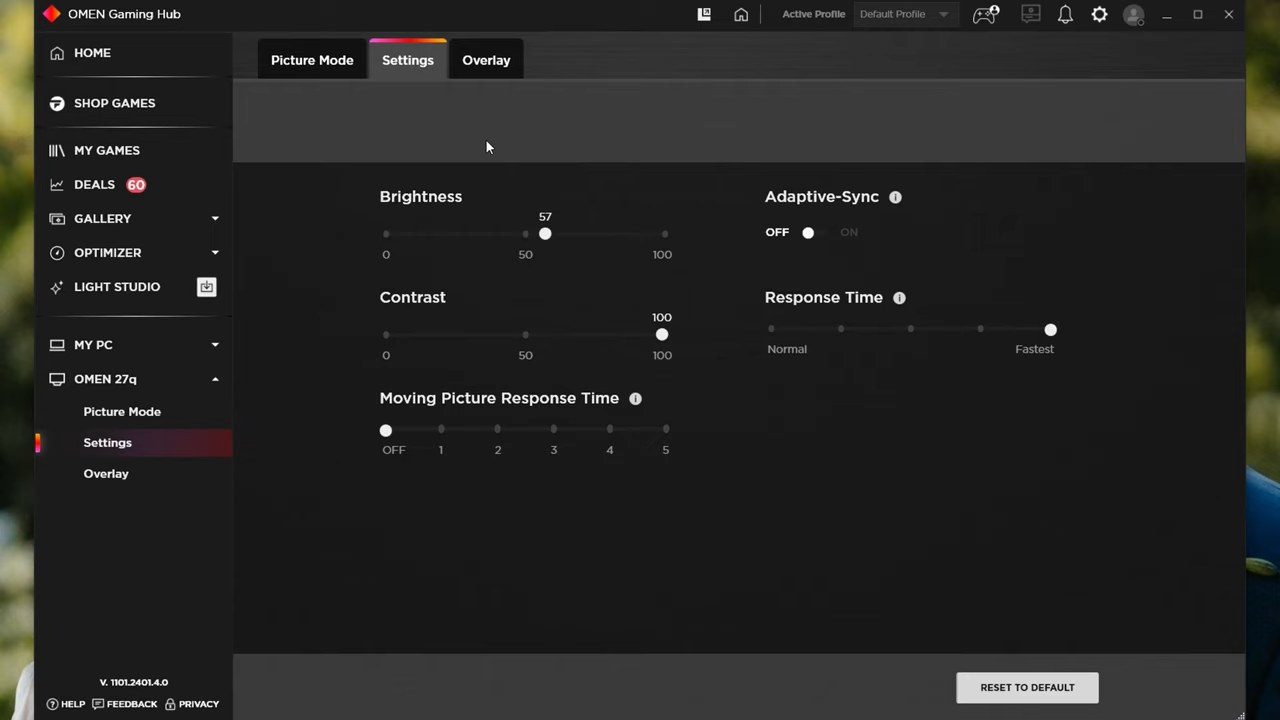 OMEN Gaming Hub
Active Profile Default Profile
HOME
SHOP GAMES
MY GAMES
DEALS 60
GALLERY
OPTIMIZER
LIGHT STUDIO
MY PC
OMEN 27q
Picture Mode
Settings
Overlay
V. 1101.2401.4.0
HELP FEEDBACK PRIVACY
Picture Mode Settings Overlay
Brightness
57
0 50 100
Contrast
100
0 50 100
Moving Picture Response Time
OFF 1 2 3 4 5
Adaptive-Sync
OFF ON
Response Time
Normal Fastest
RESET TO DEFAULT